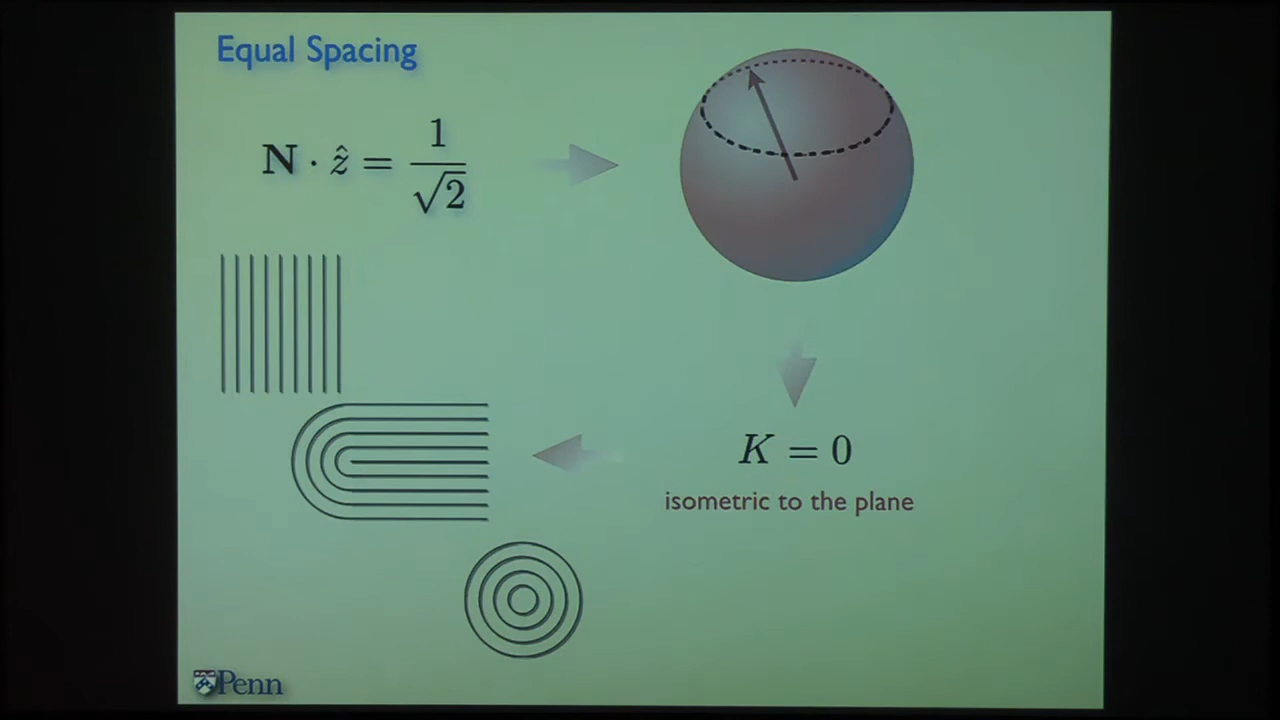 Equal Spacing
N · ẑ = 1/√2
K = 0
isometric to the plane
Penn